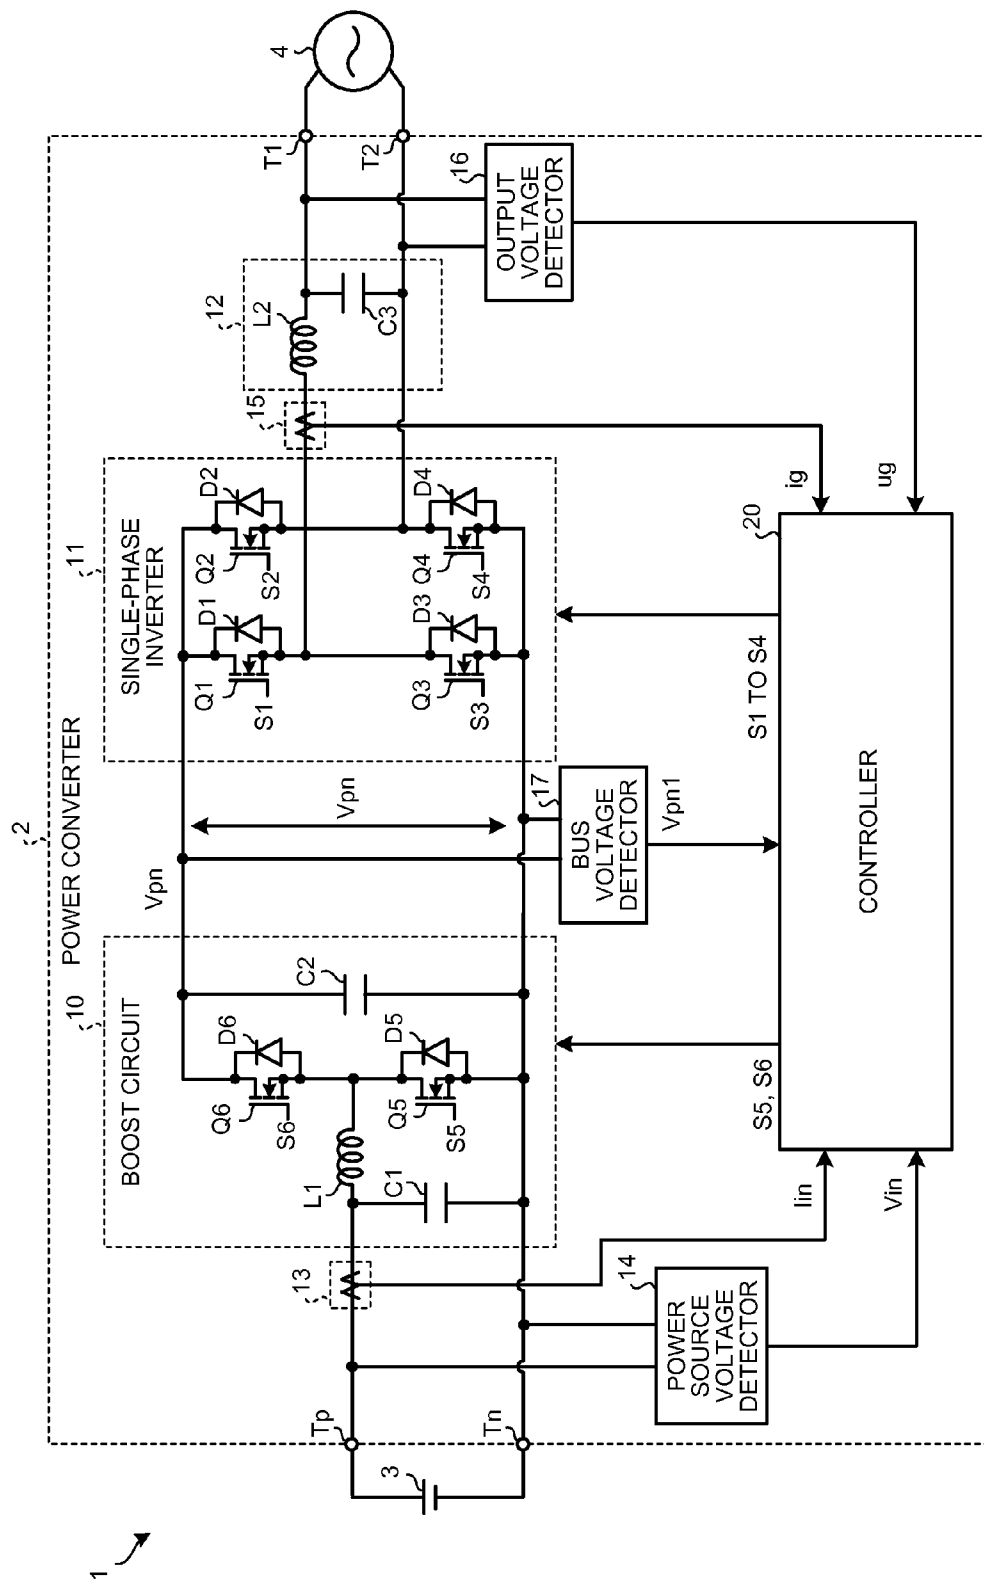 1
2
POWER CONVERTER
10
BOOST CIRCUIT
Vpn
11
SINGLE-PHASE
INVERTER
Q6
D6
S6
C2
Vpn
Q1
D1
S1
Q2
D2
S2
15
12
L2
C3
T1
T2
4
3
Tp
Tn
13
L1
C1
Q5
D5
S5
Q3
D3
S3
Q4
D4
S4
14
POWER
SOURCE
VOLTAGE
DETECTOR
17
BUS
VOLTAGE
DETECTOR
Vpn1
16
OUTPUT
VOLTAGE
DETECTOR
Iin
Vin
S5, S6
S1 TO S4
20
ig
ug
CONTROLLER